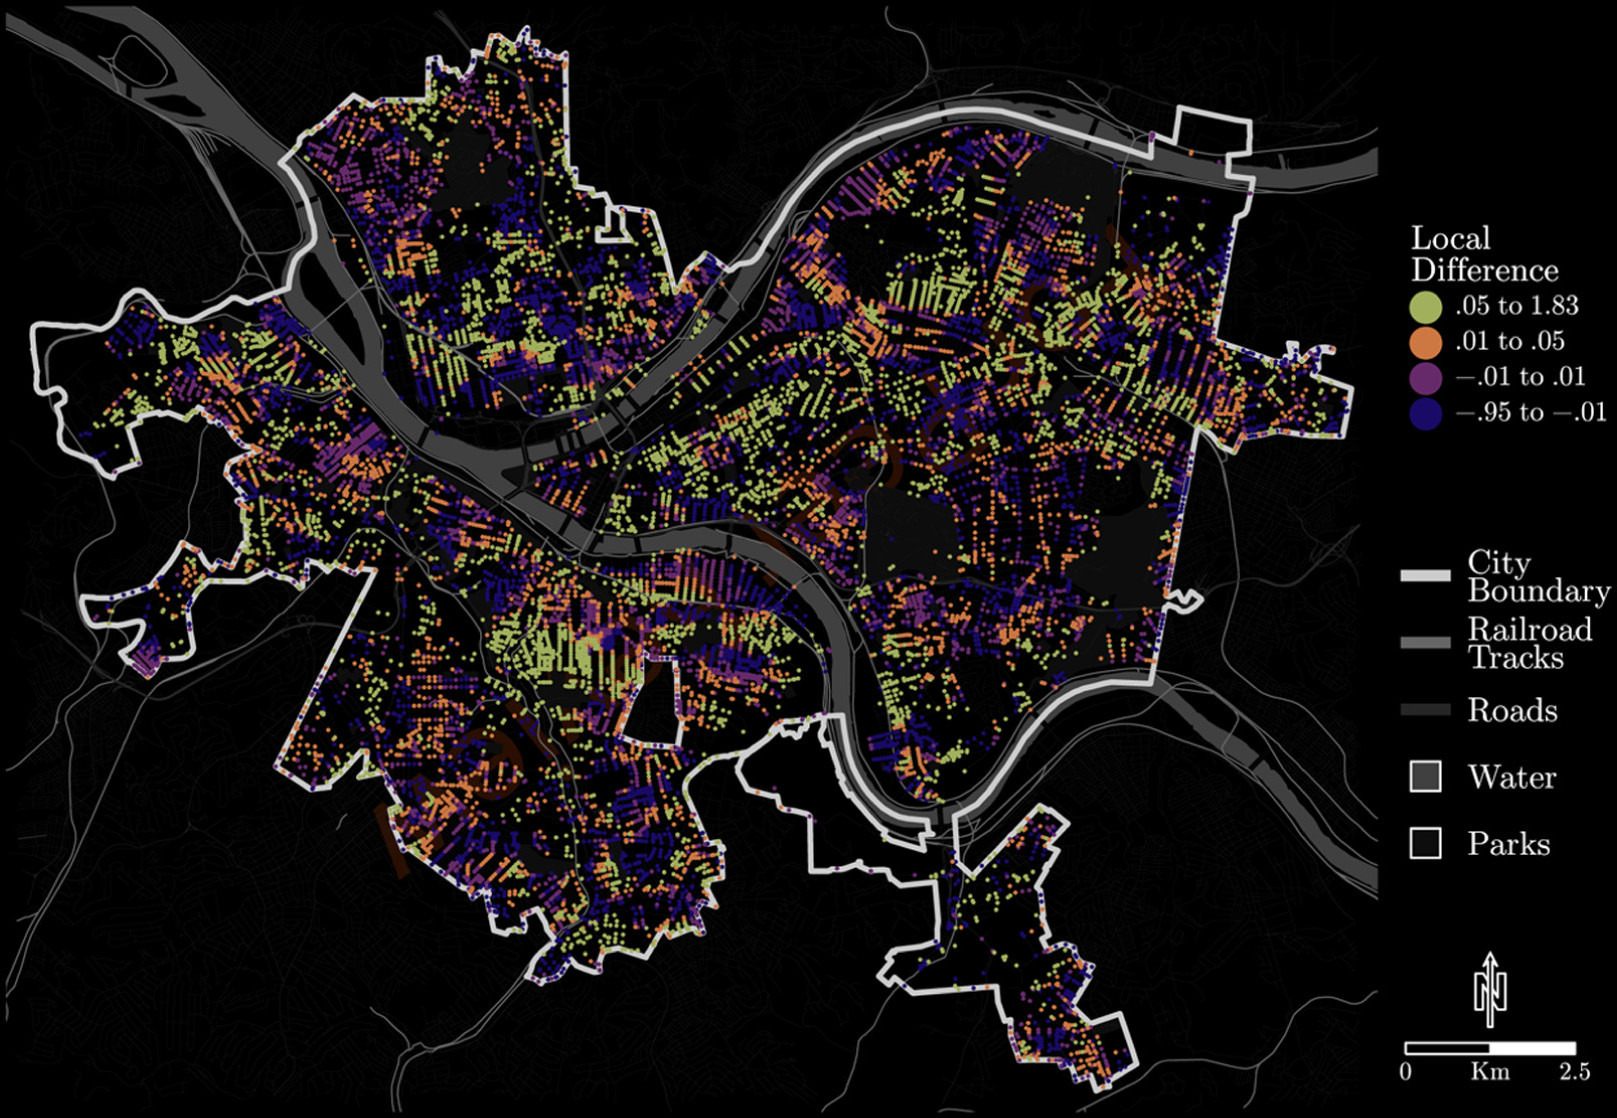 Local
Difference
.05 to 1.83
.01 to .05
−.01 to .01
−.95 to −.01
City
Boundary
Railroad
Tracks
Roads
Water
Parks
N
0 Km 2.5